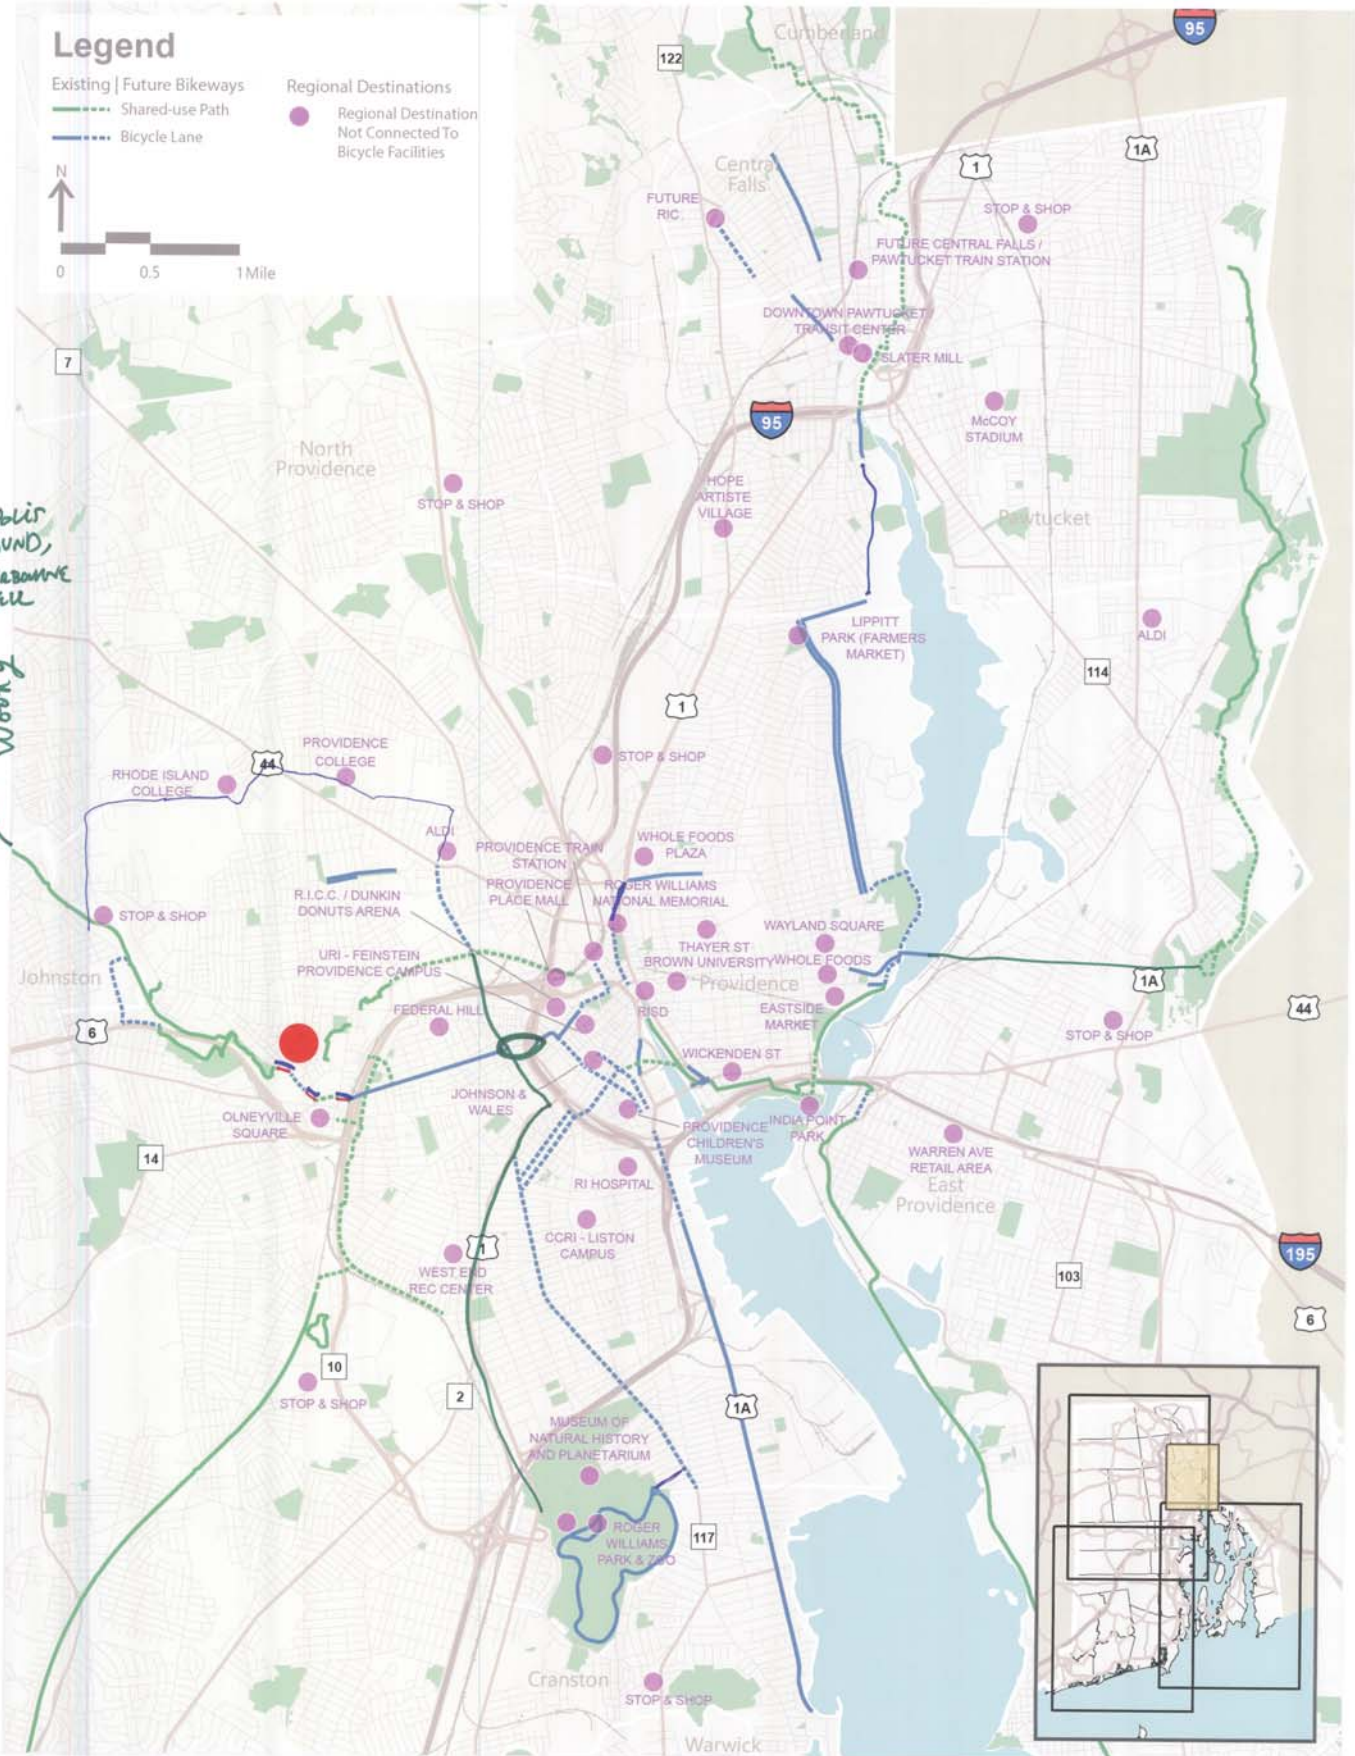 Legend
Existing | Future Bikeways
Shared-use Path
Bicycle Lane
Regional Destinations
Regional Destination
Not Connected To
Bicycle Facilities
N
0
0.5
1 Mile
Cumberland
95
122
1A
1
Central
Falls
FUTURE
RIC
STOP & SHOP
FUTURE CENTRAL FALLS /
PAWTUCKET TRAIN STATION
DOWNTOWN PAWTUCKET
TRANSIT CENTER
SLATER MILL
7
95
McCOY
STADIUM
North
Providence
STOP & SHOP
HOPE
ARTISTE
VILLAGE
Pawtucket
LIPPITT
PARK (FARMERS
MARKET)
ALDI
114
1
STOP & SHOP
44
PROVIDENCE
COLLEGE
RHODE ISLAND
COLLEGE
ALDI
PROVIDENCE TRAIN
STATION
WHOLE FOODS
PLAZA
PROVIDENCE
PLACE MALL
ROGER WILLIAMS
NATIONAL MEMORIAL
R.I.C.C. / DUNKIN
DONUTS ARENA
STOP & SHOP
WAYLAND SQUARE
THAYER ST
BROWN UNIVERSITY
WHOLE FOODS
URI - FEINSTEIN
PROVIDENCE CAMPUS
Johnston
Providence
1A
FEDERAL HILL
RISD
EASTSIDE
MARKET
44
6
STOP & SHOP
WICKENDEN ST
JOHNSON &
WALES
OLNEYVILLE
SQUARE
PROVIDENCE
CHILDREN'S
MUSEUM
INDIA POINT
PARK
WARREN AVE
RETAIL AREA
14
East
Providence
RI HOSPITAL
CCRI - LISTON
CAMPUS
1
WEST END
REC CENTER
195
103
6
10
STOP & SHOP
2
1A
MUSEUM OF
NATURAL HISTORY
AND PLANETARIUM
ROGER
WILLIAMS
PARK & ZOO
117
Cranston
STOP & SHOP
Warwick